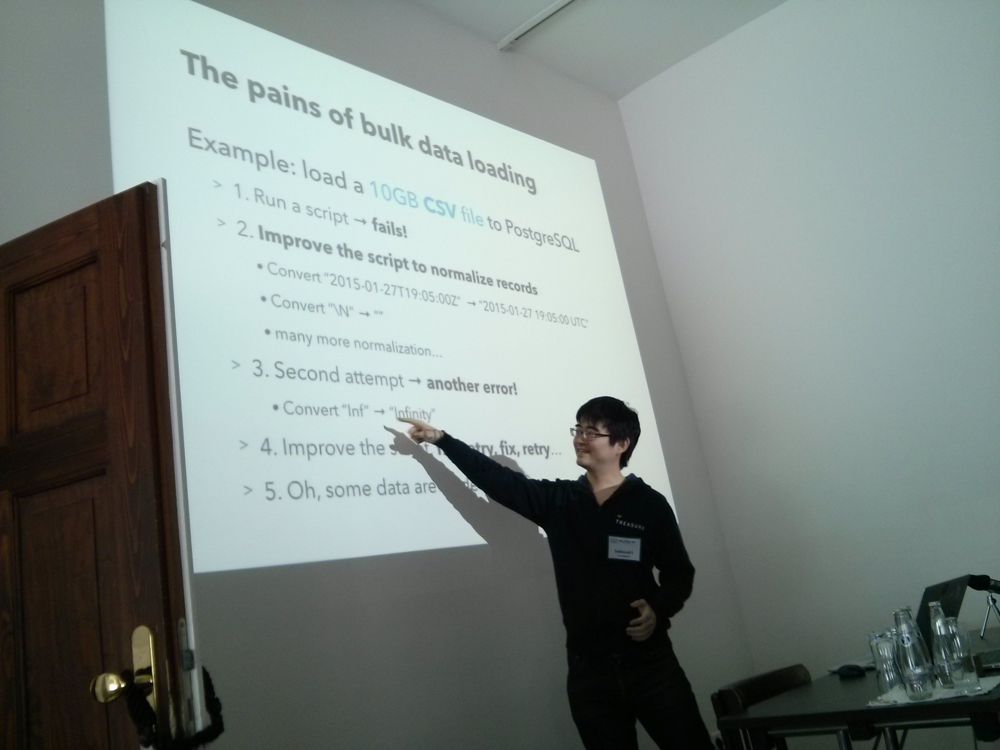 The pains of bulk data loading
Example: load a 10GB CSV file to PostgreSQL
> 1. Run a script → fails!
> 2. Improve the script to normalize records
• Convert "2015-01-27T19:05:00Z" → "2015-01-27 19:05:00 UTC"
• Convert "\N" → ""
• many more normalization...
> 3. Second attempt → another error!
• Convert "Inf" → "Infinity"
> 4. Improve the retry, fix, retry...
> 5. Oh, some data are
TREASURE